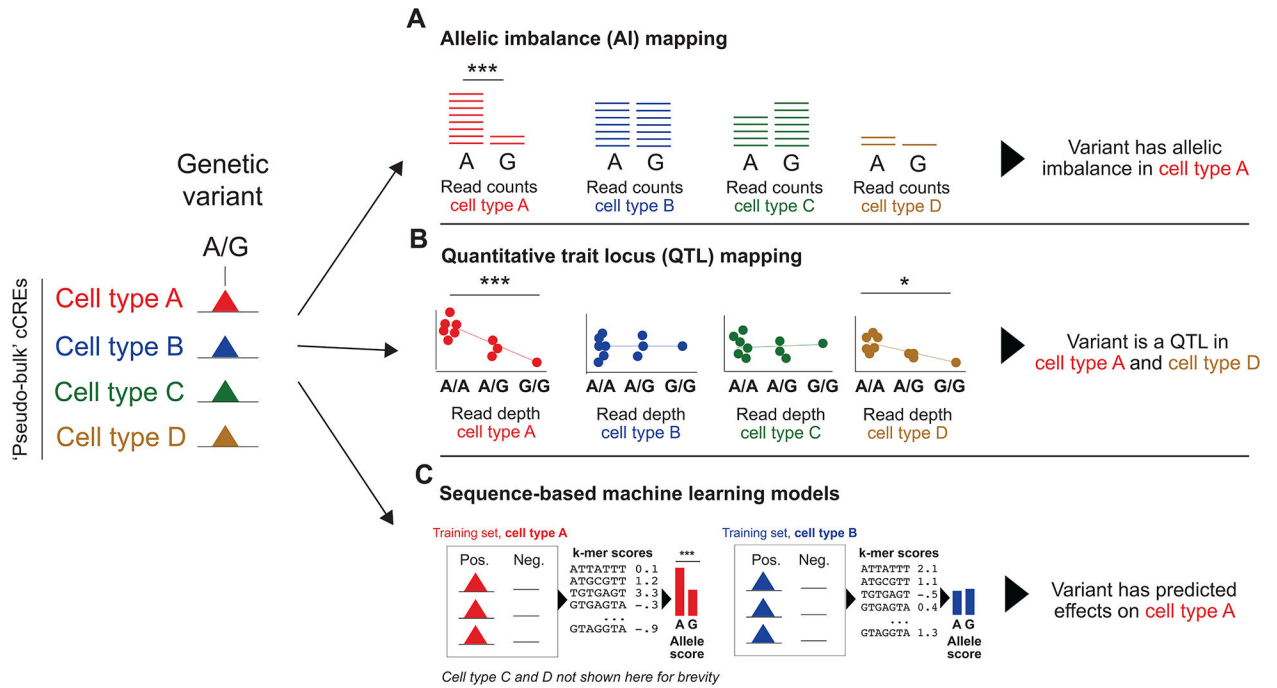 Genetic
variant
A/G
'Pseudo-bulk' cCREs
Cell type A
Cell type B
Cell type C
Cell type D
A
Allelic imbalance (AI) mapping
***
A G
Read counts
cell type A
A G
Read counts
cell type B
A G
Read counts
cell type C
A G
Read counts
cell type D
Variant has allelic
imbalance in cell type A
B
Quantitative trait locus (QTL) mapping
***
A/A A/G G/G
Read depth
cell type A
A/A A/G G/G
Read depth
cell type B
A/A A/G G/G
Read depth
cell type C
*
A/A A/G G/G
Read depth
cell type D
Variant is a QTL in
cell type A and cell type D
C
Sequence-based machine learning models
Training set, cell type A
Pos. Neg.
k-mer scores
ATTATTT 0.1
ATGCGTT 1.2
TGTGAGT 3.3
GTGAGTA -.3
...
GTAGGTA -.9
***
A G
Allele
score
Training set, cell type B
Pos. Neg.
k-mer scores
ATTATTT 2.1
ATGCGTT 1.1
TGTGAGT -.5
GTGAGTA 0.4
...
GTAGGTA 1.3
A G
Allele
score
Variant has predicted
effects on cell type A
Cell type C and D not shown here for brevity